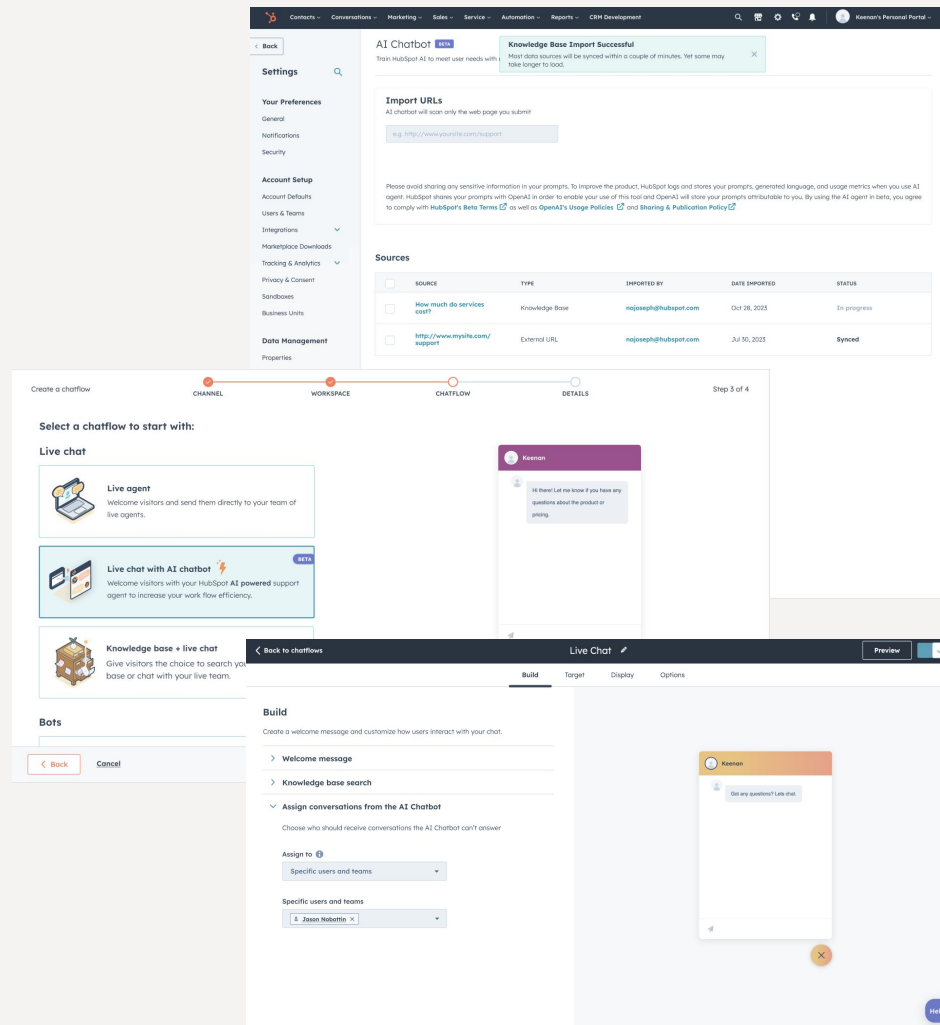 Contacts Conversations Marketing Sales Service Automation Reports CRM Development Keenan's Personal Portal
Back
AI Chatbot BETA
Train HubSpot AI to meet user needs with
Knowledge Base Import Successful
Most data sources will be synced within a couple of minutes. Yet some may
take longer to load.
Settings
Your Preferences
General
Notifications
Security
Account Setup
Account Defaults
Users & Teams
Integrations
Marketplace Downloads
Tracking & Analytics
Privacy & Consent
Sandboxes
Business Units
Data Management
Properties
Import URLs
AI chatbot will scan only the web page you submit
e.g. http://www.yoursite.com/support
Please avoid sharing any sensitive information in your prompts. To improve the product, HubSpot logs and stores your prompts, generated language, and usage metrics when you use AI
agent. HubSpot shares your prompts with OpenAI in order to enable your use of this tool and OpenAI will store your prompts attributable to you. By using the AI agent in beta, you agree
to comply with HubSpot's Beta Terms as well as OpenAI's Usage Policies and Sharing & Publication Policy
Sources
SOURCE TYPE IMPORTED BY DATE IMPORTED STATUS
How much do services
cost?
Knowledge Base najoseph@hubspot.com Oct 28, 2023 In progress
http://www.mysite.com/
support
External URL najoseph@hubspot.com Jul 30, 2023 Synced
Create a chatflow
CHANNEL WORKSPACE CHATFLOW DETAILS
Step 3 of 4
Select a chatflow to start with:
Live chat
Live agent
Welcome visitors and send them directly to your team of
live agents.
BETA
Live chat with AI chatbot
Welcome visitors with your HubSpot AI powered support
agent to increase your work flow efficiency.
Knowledge base + live chat
Give visitors the choice to search you
base or chat with your live team.
Bots
Back Cancel
Keenan
Hi there! Let me know if you have any
questions about the product or
pricing.
Back to chatflows Live Chat Preview
Build Target Display Options
Build
Create a welcome message and customize how users interact with your chat.
Welcome message
Knowledge base search
Assign conversations from the AI Chatbot
Choose who should receive conversations the AI Chatbot can't answer
Assign to
Specific users and teams
Specific users and teams
Jason Nobottin
Keenan
Got any questions? Lets chat.
Hel